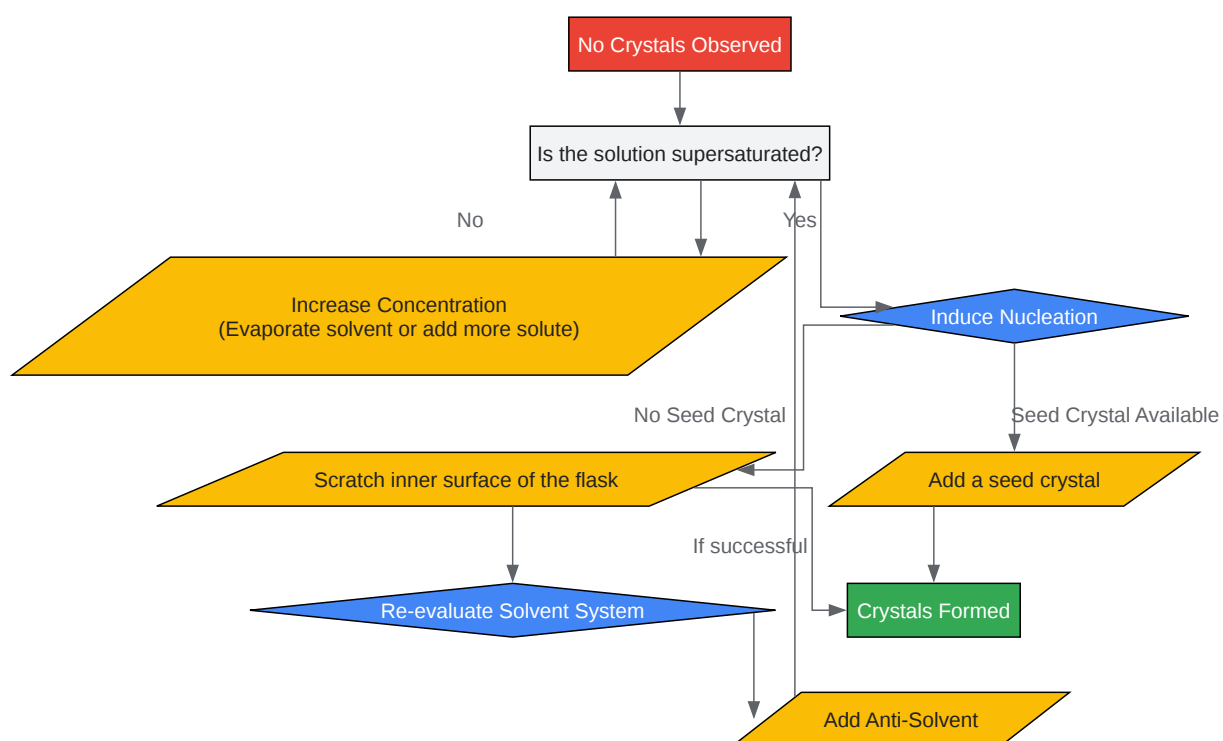 No Crystals Observed
Is the solution supersaturated?
No
Yes
Increase Concentration
(Evaporate solvent or add more solute)
Induce Nucleation
No Seed Crystal
Seed Crystal Available
Scratch inner surface of the flask
Add a seed crystal
If successful
Re-evaluate Solvent System
Crystals Formed
Add Anti-Solvent